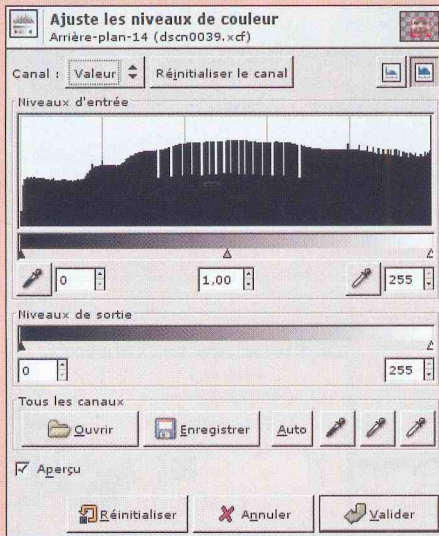 Ajuste les niveaux de couleur
Arrière-plan-14 (dscn0039.xcf)
Canal : Valeur Réinitialiser le canal
Niveaux d'entrée
0 1,00 255
Niveaux de sortie
0 255
Tous les canaux
Ouvrir Enregistrer Auto
Aperçu
Réinitialiser Annuler Valider